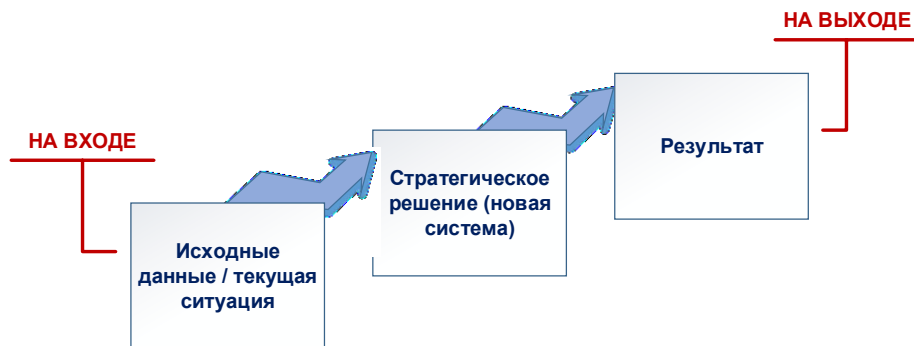 НА ВХОДЕ
Исходные
данные / текущая
ситуация
Стратегическое
решение (новая
система)
НА ВЫХОДЕ
Результат